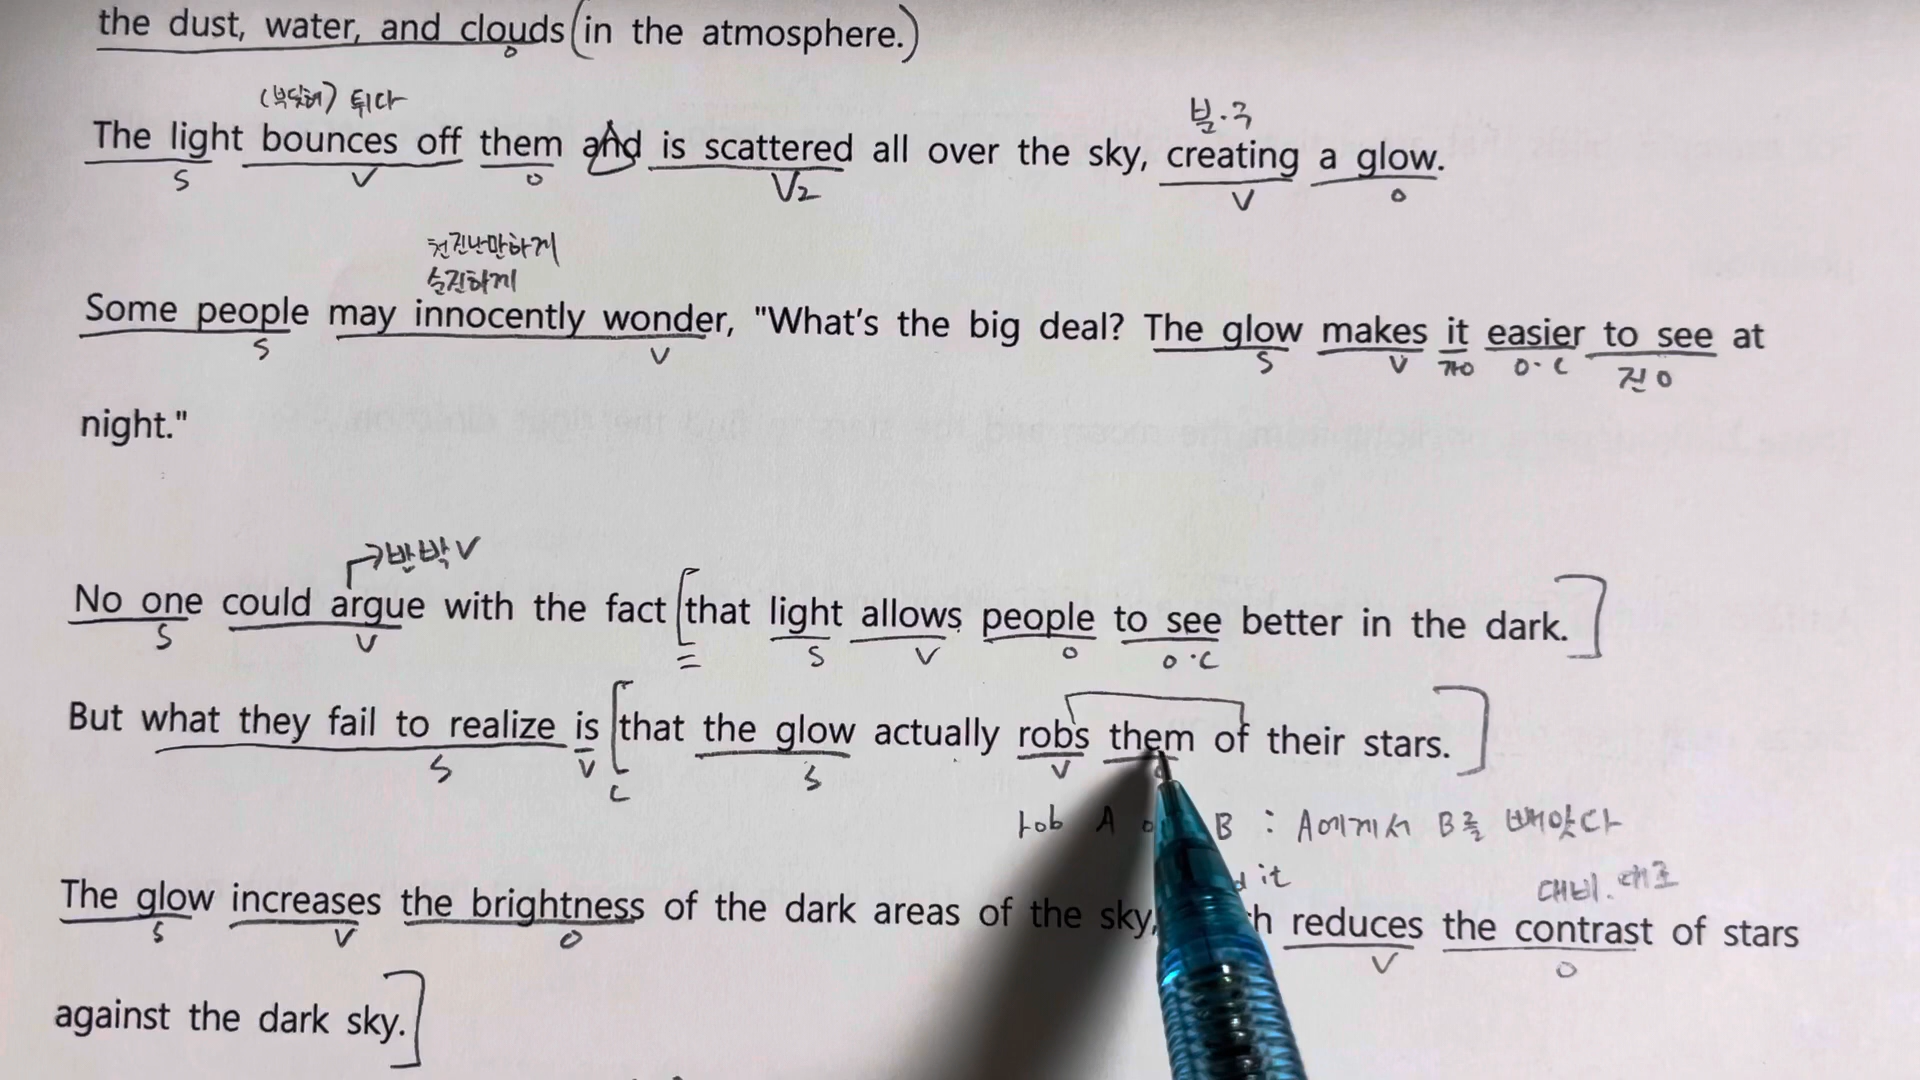 the dust, water, and clouds (in the atmosphere.)
O
(부딪혀) 튀다
분.구
The light bounces off them and is scattered all over the sky, creating a glow.
S V O V2 V O
천진난만하게
순진하게
Some people may innocently wonder, "What's the big deal? The glow makes it easier to see at
S V S V 가O O.C 진O
night."
→반박 V
No one could argue with the fact [that light allows people to see better in the dark.]
S V = S V O O.C
But what they fail to realize is [that the glow actually robs them of their stars.]
S V C S V
rob A B : A에게서 B를 빼앗다
it 대비. 대조
The glow increases the brightness of the dark areas of the sky, reduces the contrast of stars
S V O V O
against the dark sky.]